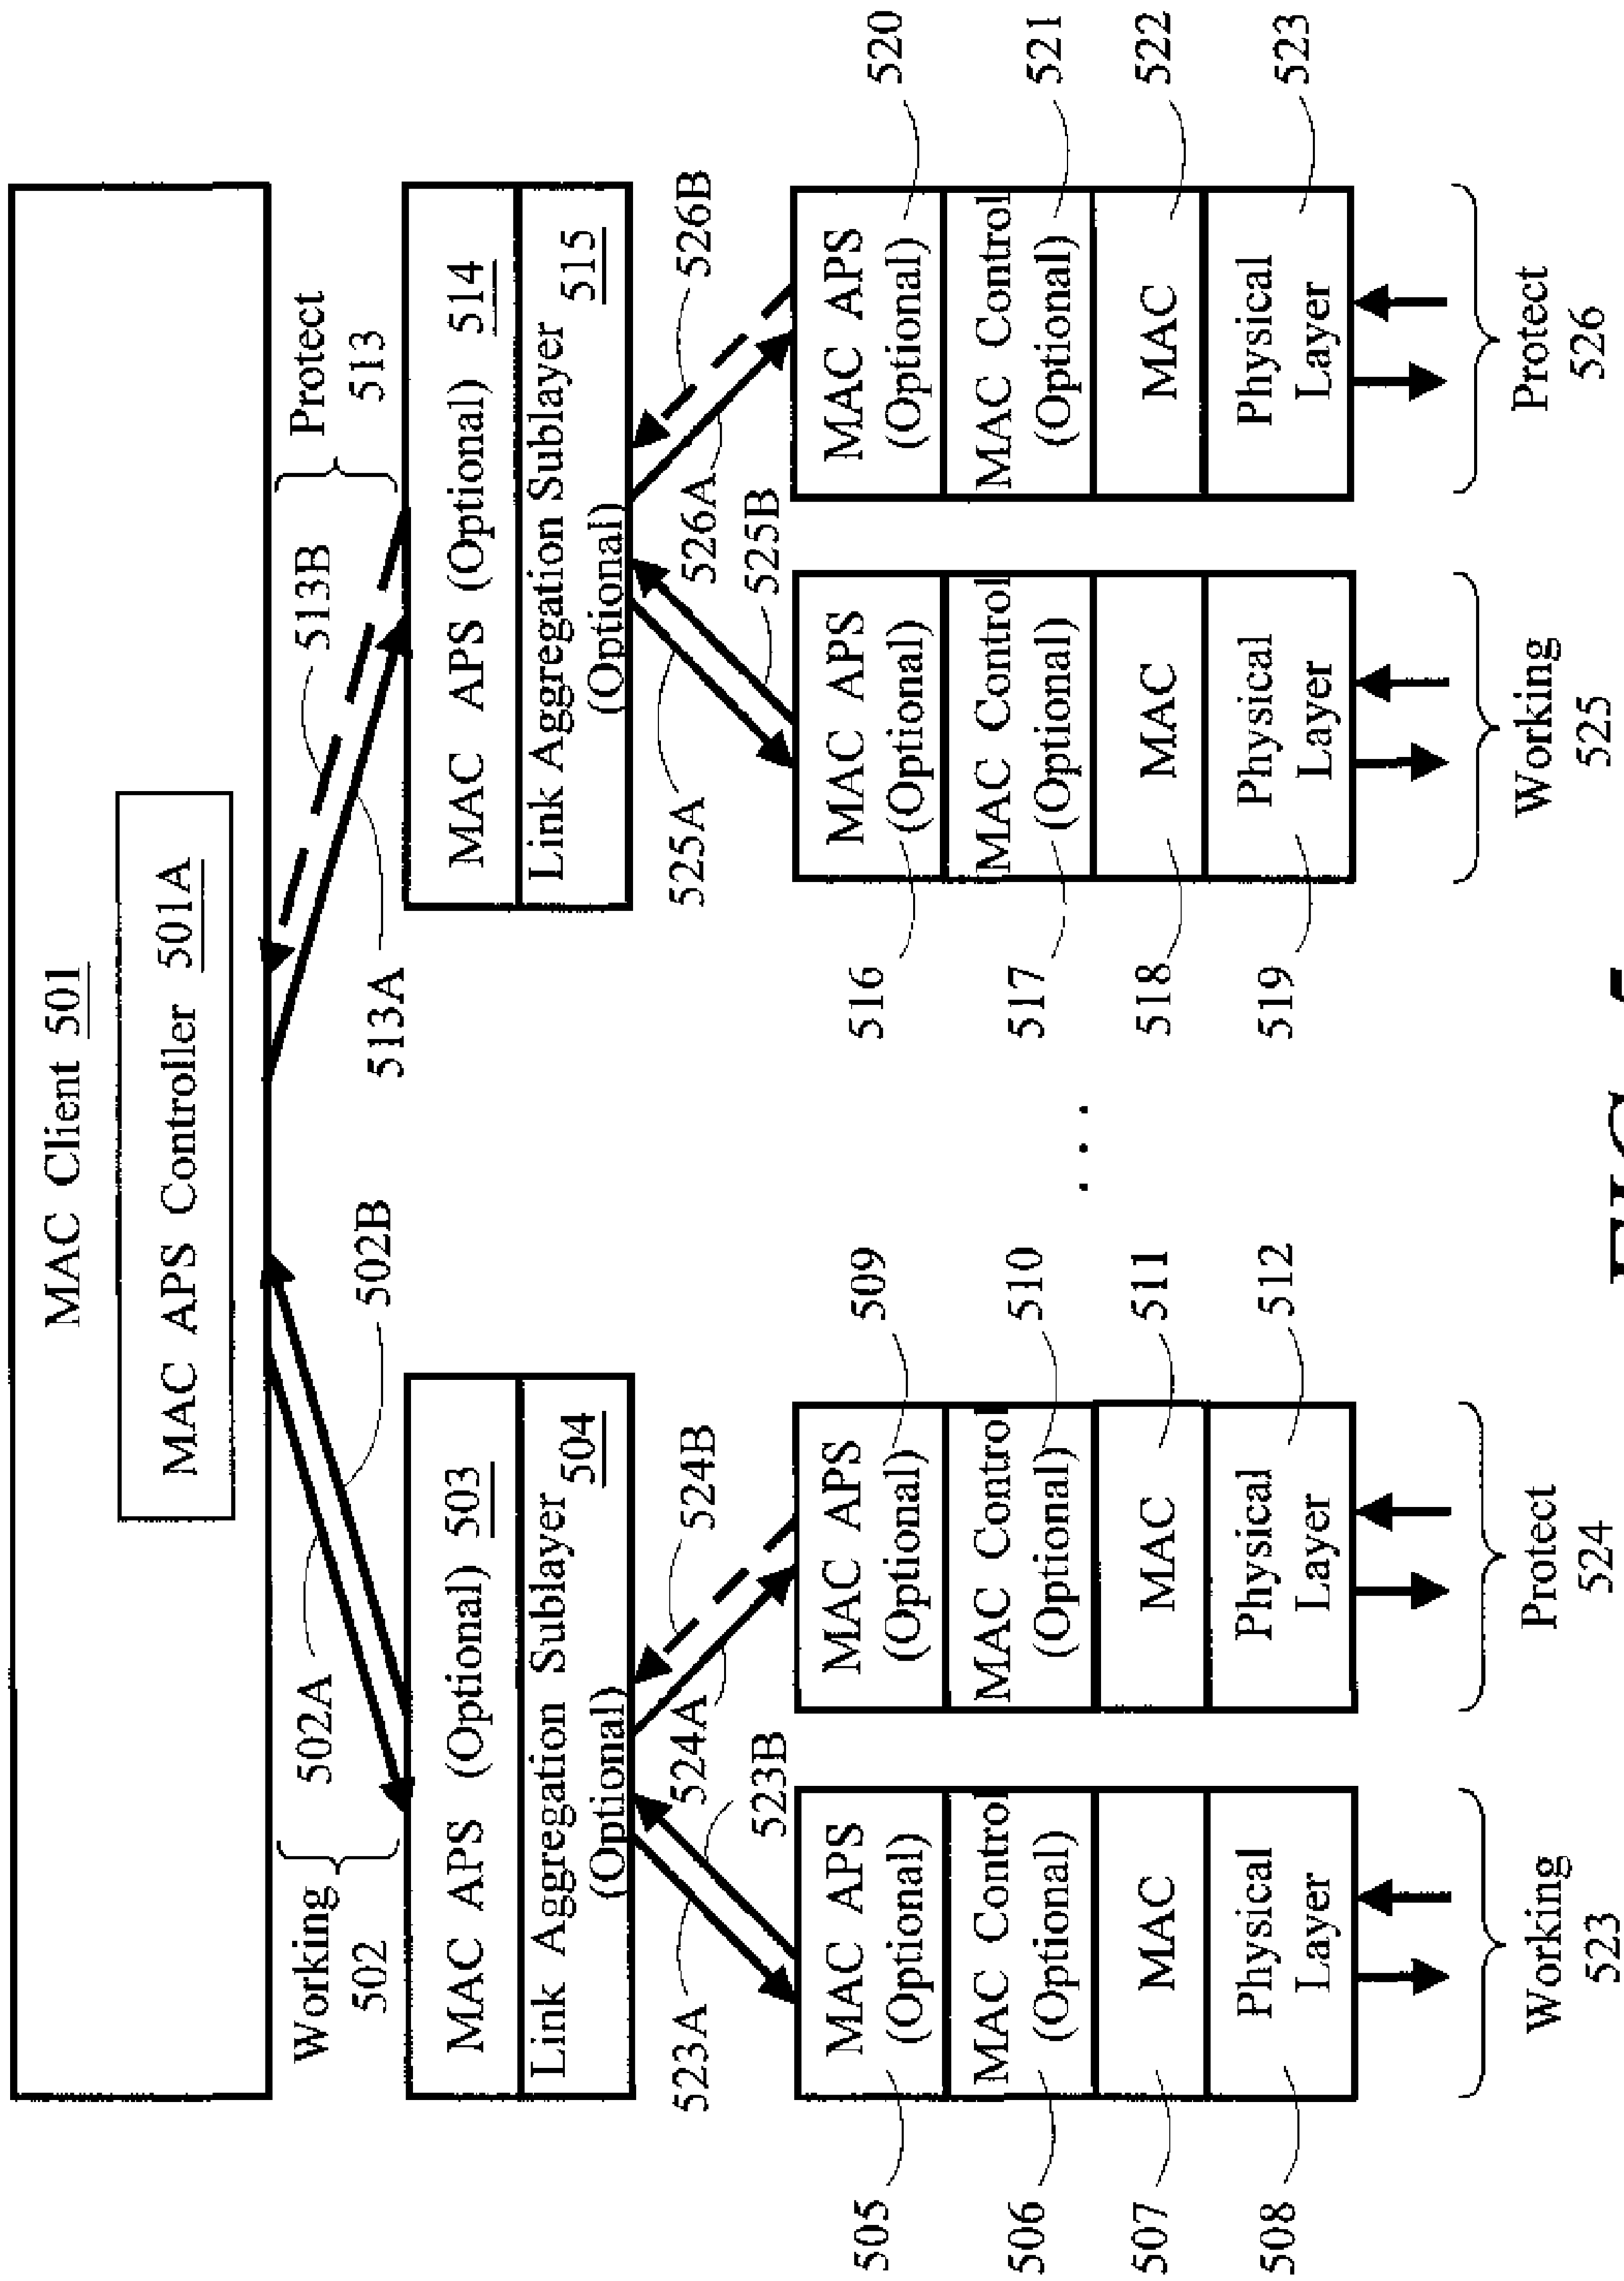 MAC Client 501
MAC APS Controller 501A
Working
502
502A
502B
513A
513B
Protect
513
MAC APS (Optional) 503
Link Aggregation Sublayer
(Optional)
504
MAC APS (Optional) 514
Link Aggregation Sublayer
(Optional)
515
523A
523B
524A
524B
525A
525B
526A
526B
505
MAC APS
(Optional)
506
MAC Control
(Optional)
507
MAC
508
Physical
Layer
Working
523
MAC APS
(Optional)
509
MAC Control
(Optional)
510
MAC
511
Physical
Layer
512
Protect
524
. . .
516
MAC APS
(Optional)
517
MAC Control
(Optional)
518
MAC
519
Physical
Layer
Working
525
MAC APS
(Optional)
520
MAC Control
(Optional)
521
MAC
522
Physical
Layer
523
Protect
526